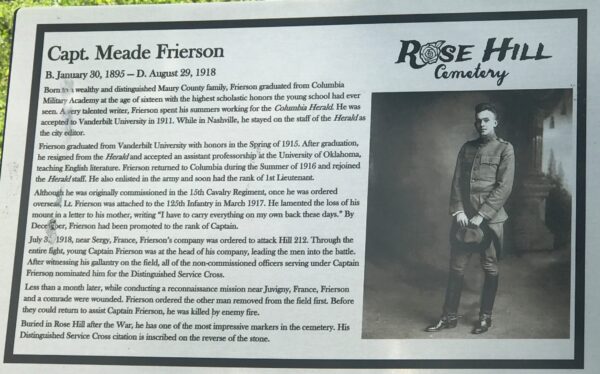 Capt. Meade Frierson
B. January 30, 1895 — D. August 29, 1918
ROSE HILL
Cemetery
Born to a wealthy and distinguished Maury County family, Frierson graduated from Columbia
Military Academy at the age of sixteen with the highest scholastic honors the young school had ever
seen. A very talented writer, Frierson spent his summers working for the Columbia Herald. He was
accepted to Vanderbilt University in 1911. While in Nashville, he stayed on the staff of the Herald as
the city editor.
Frierson graduated from Vanderbilt University with honors in the Spring of 1915. After graduation,
he resigned from the Herald and accepted an assistant professorship at the University of Oklahoma,
teaching English literature. Frierson returned to Columbia during the Summer of 1916 and rejoined
the Herald staff. He also enlisted in the army and soon had the rank of 1st Lieutenant.
Although he was originally commissioned in the 15th Cavalry Regiment, once he was ordered
overseas, Lt. Frierson was attached to the 125th Infantry in March 1917. He lamented the loss of his
mount in a letter to his mother, writing "I have to carry everything on my own back these days." By
December, Frierson had been promoted to the rank of Captain.
July 1918, near Sergy, France, Frierson's company was ordered to attack Hill 212. Through the
entire fight, young Captain Frierson was at the head of his company, leading the men into the battle.
After witnessing his gallantry on the field, all of the non-commissioned officers serving under Captain
Frierson nominated him for the Distinguished Service Cross.
Less than a month later, while conducting a reconnaissance mission near Juvigny, France, Frierson
and a comrade were wounded. Frierson ordered the other man removed from the field first. Before
they could return to assist Captain Frierson, he was killed by enemy fire.
Buried in Rose Hill after the War, he has one of the most impressive markers in the cemetery. His
Distinguished Service Cross citation is inscribed on the reverse of the stone.